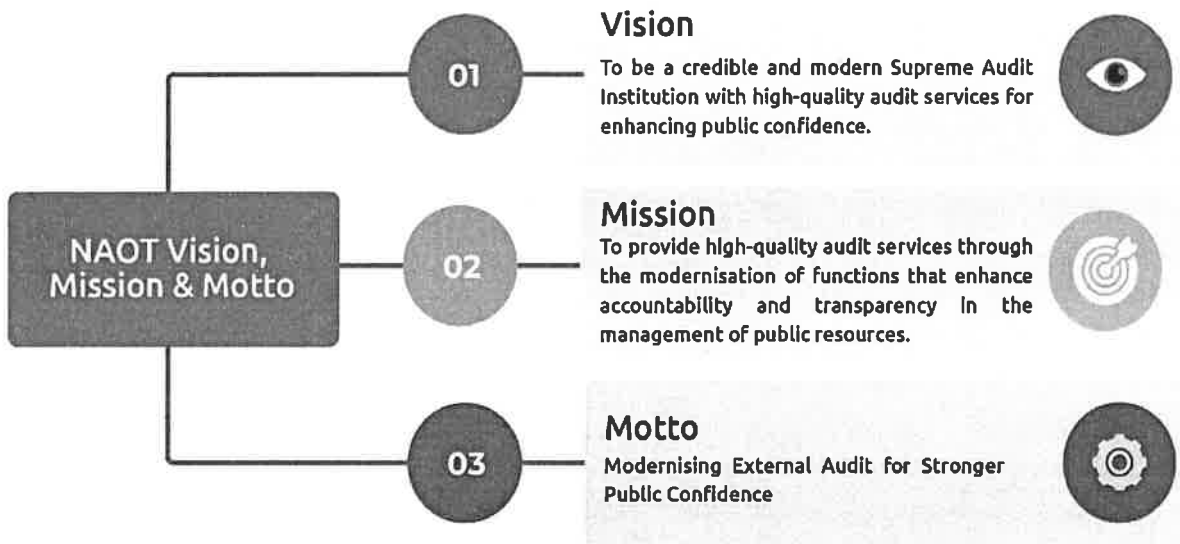 NAOT Vision,
Mission & Motto
01
Vision
To be a credible and modern Supreme Audit
Institution with high-quality audit services for
enhancing public confidence.
02
Mission
To provide high-quality audit services through
the modernisation of functions that enhance
accountability and transparency in the
management of public resources.
03
Motto
Modernising External Audit for Stronger
Public Confidence